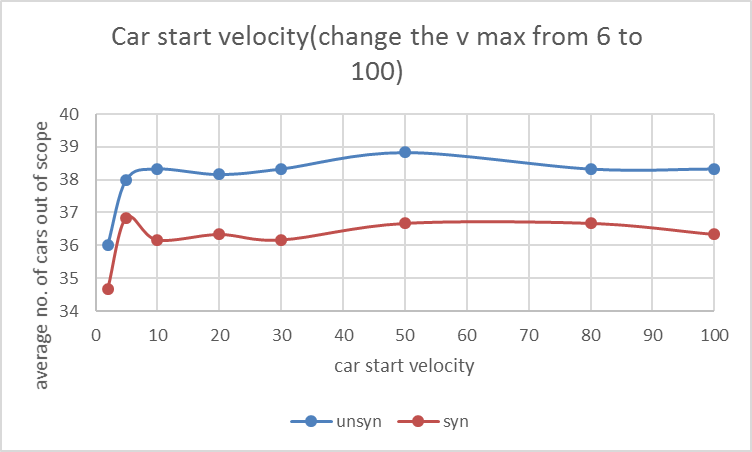 Car start velocity(change the v max from 6 to
100)
average no. of cars out of scope
40
39
38
37
36
35
34
0 10 20 30 40 50 60 70 80 90 100
car start velocity
unsyn syn